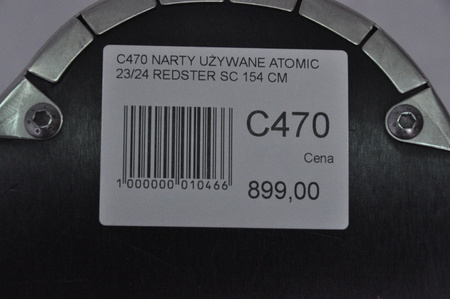 C470 NARTY UŻYWANE ATOMIC
23/24 REDSTER SC 154 CM
C470
Cena
1 000000 010466
899,00